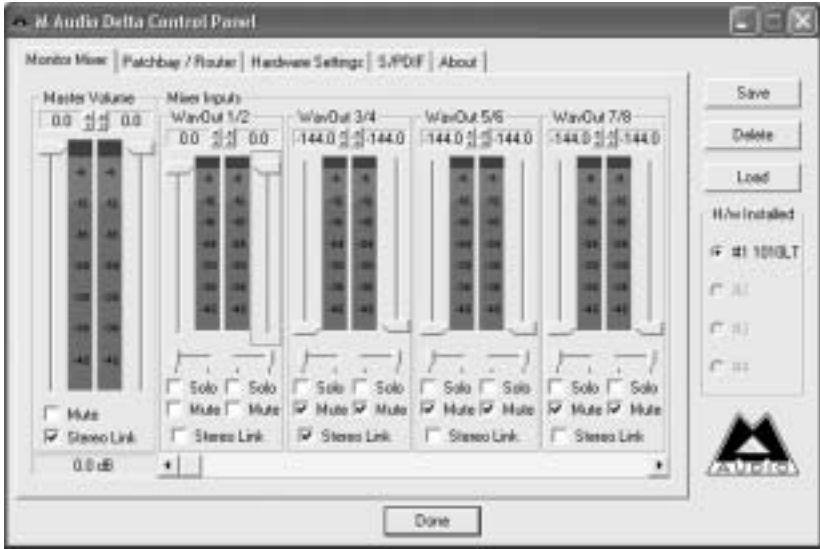 M Audio Delta Control Panel
Monitor Mixer Patchbay / Router Hardware Settings S/PDIF About
Master Volume
0.0 0.0
Mute
Stereo Link
0.0 dB
Mixer Inputs
WavOut 1/2
0.0 0.0
Solo Solo
Mute Mute
Stereo Link
WavOut 3/4
-144.0 -144.0
Solo Solo
Mute Mute
Stereo Link
WavOut 5/6
-144.0 -144.0
Solo Solo
Mute Mute
Stereo Link
WavOut 7/8
-144.0 -144.0
Solo Solo
Mute Mute
Stereo Link
Save
Delete
Load
H/w Installed
#1 1010LT
AUDIO
Done